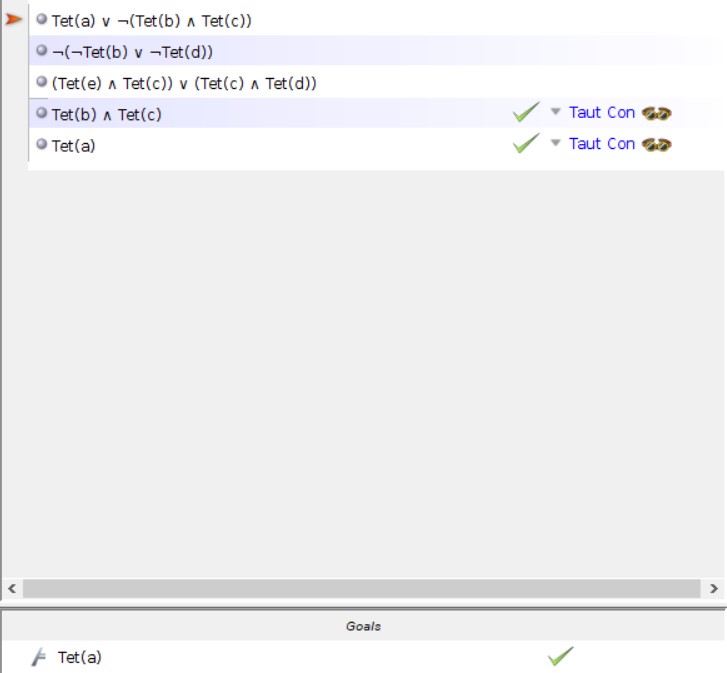 Tet(a) ∨ ¬(Tet(b) ∧ Tet(c))
¬(¬Tet(b) ∨ ¬Tet(d))
(Tet(e) ∧ Tet(c)) ∨ (Tet(c) ∧ Tet(d))
Tet(b) ∧ Tet(c) Taut Con
Tet(a) Taut Con
Goals
Tet(a)